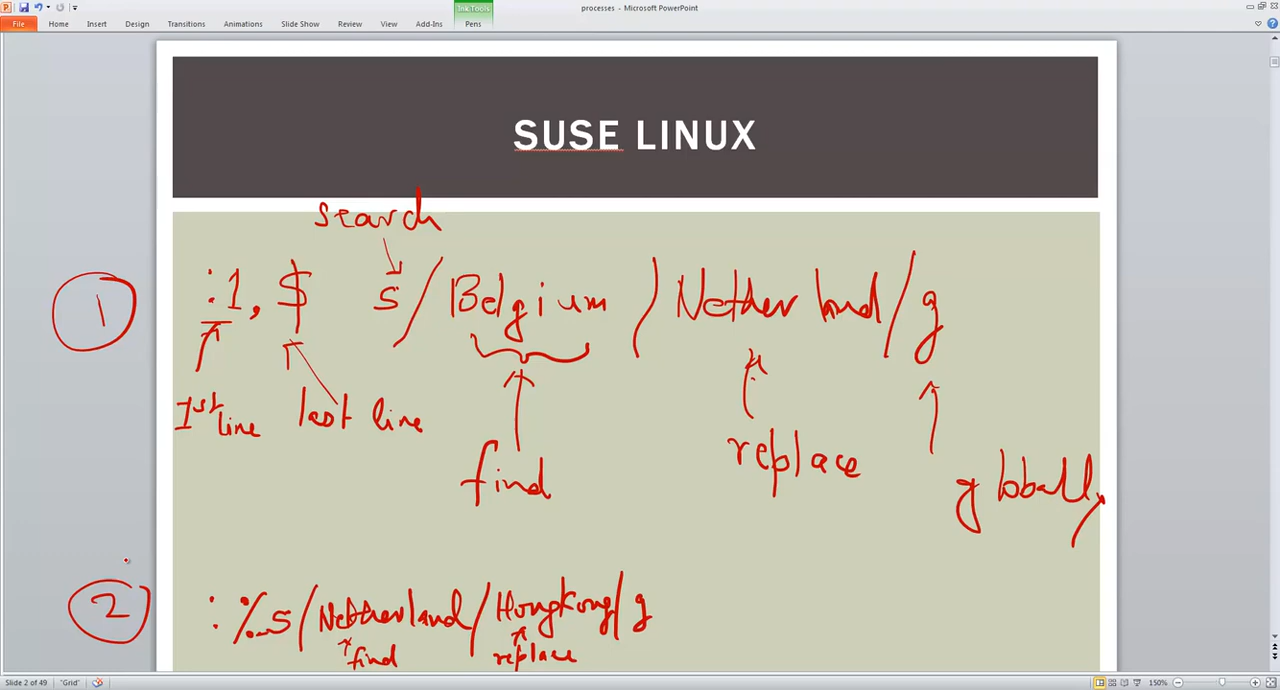 processes - Microsoft PowerPoint
Ink Tools
File Home Insert Design Transitions Animations Slide Show Review View Add-Ins Pens
SUSE LINUX
search
1 :1, $ s/Belgium/Netherland/g
1st line last line
find replace globally
2 :%s/Netherland/HongKong/g
find replace
Slide 2 of 49 "Grid" 150%